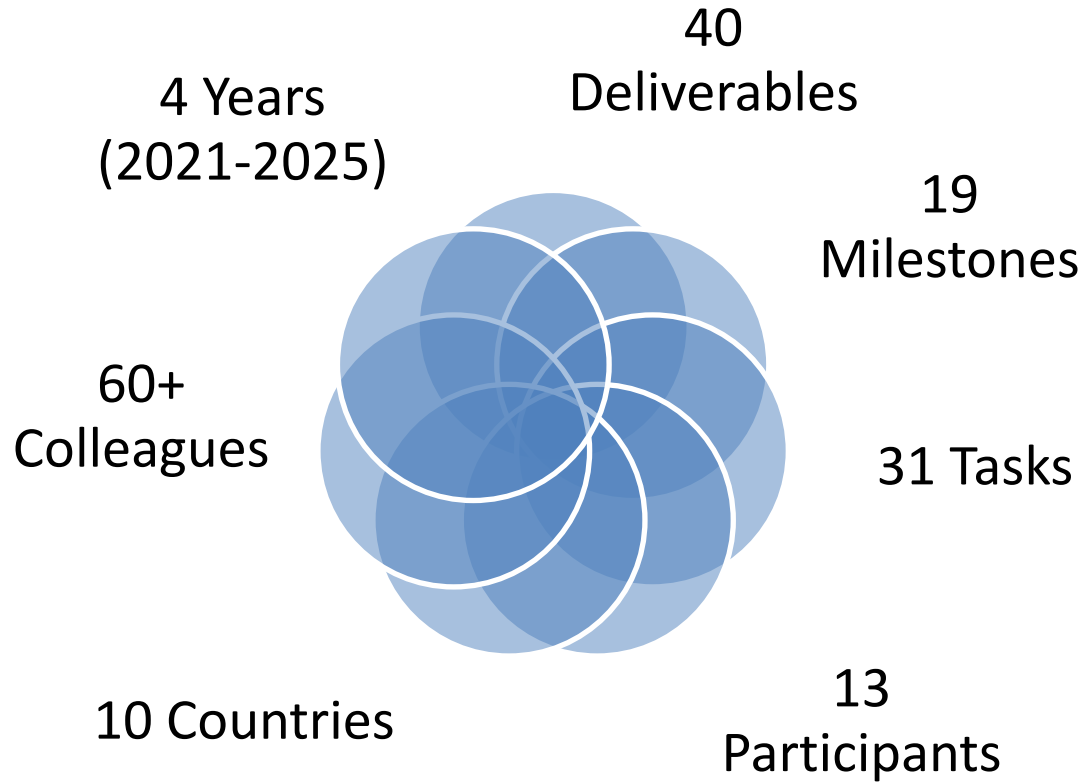 40
Deliverables
4 Years
(2021-2025)
19
Milestones
60+
Colleagues
31 Tasks
10 Countries
13
Participants